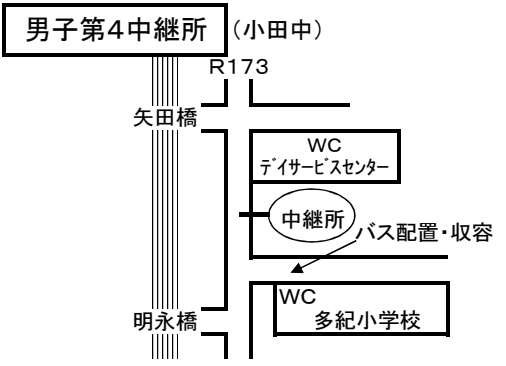 男子第4中継所 (小田中)
R173
矢田橋
WC
デイサービスセンター
中継所
バス配置・収容
WC
多紀小学校
明永橋